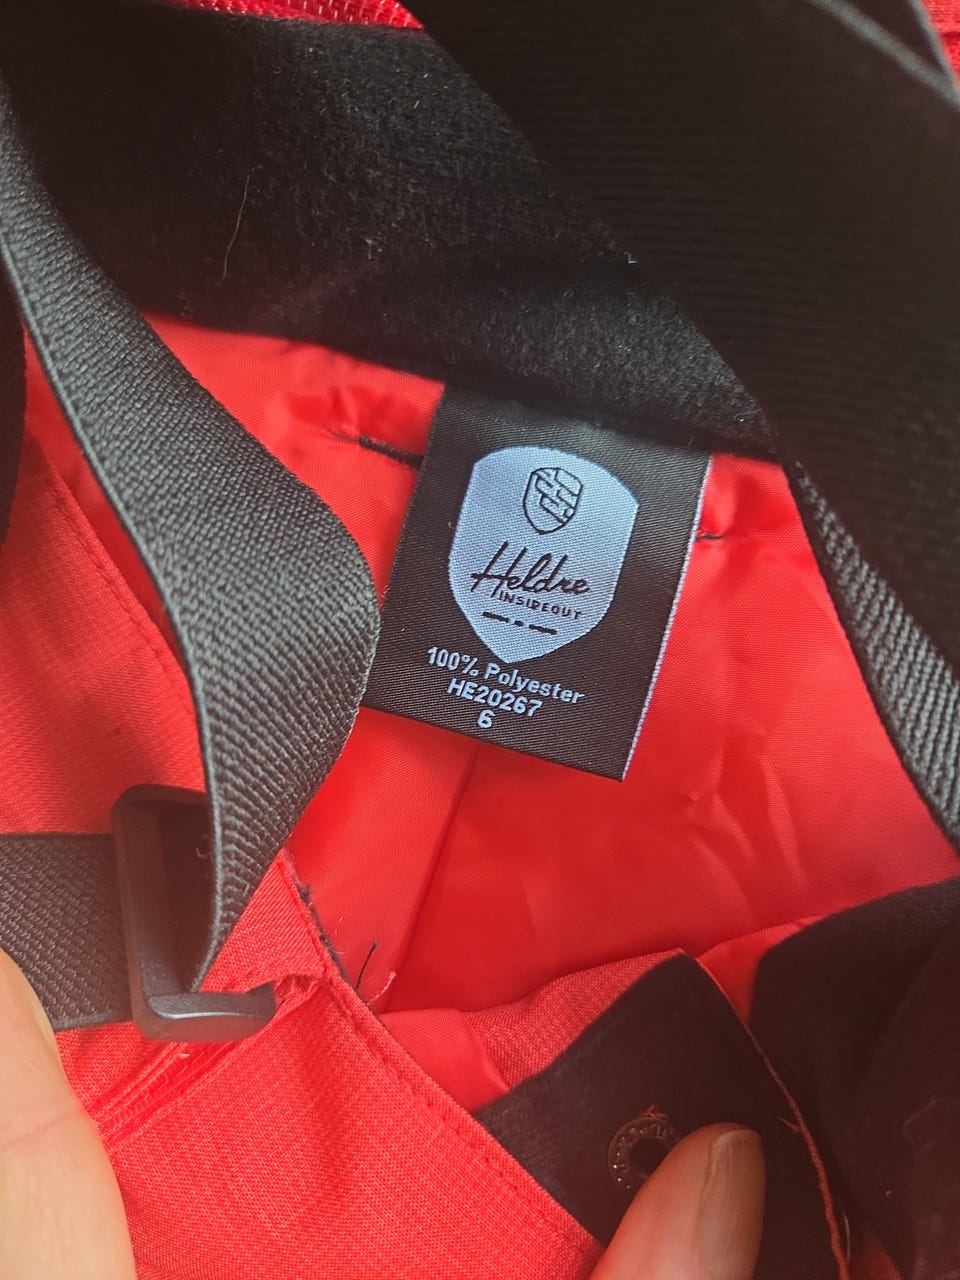 Heldre
INSIDEOUT
100% Polyester
HE20267
6